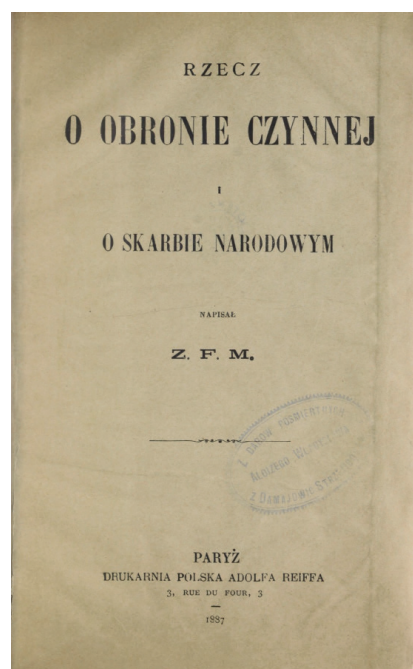 RZECZ
O OBRONIE CZYNNEJ
I
O SKARBIE NARODOWYM
NAPISAŁ
Z. F. M.
PARYŻ
DRUKARNIA POLSKA ADOLFA REIFFA
3, RUE DU FOUR, 3
1887